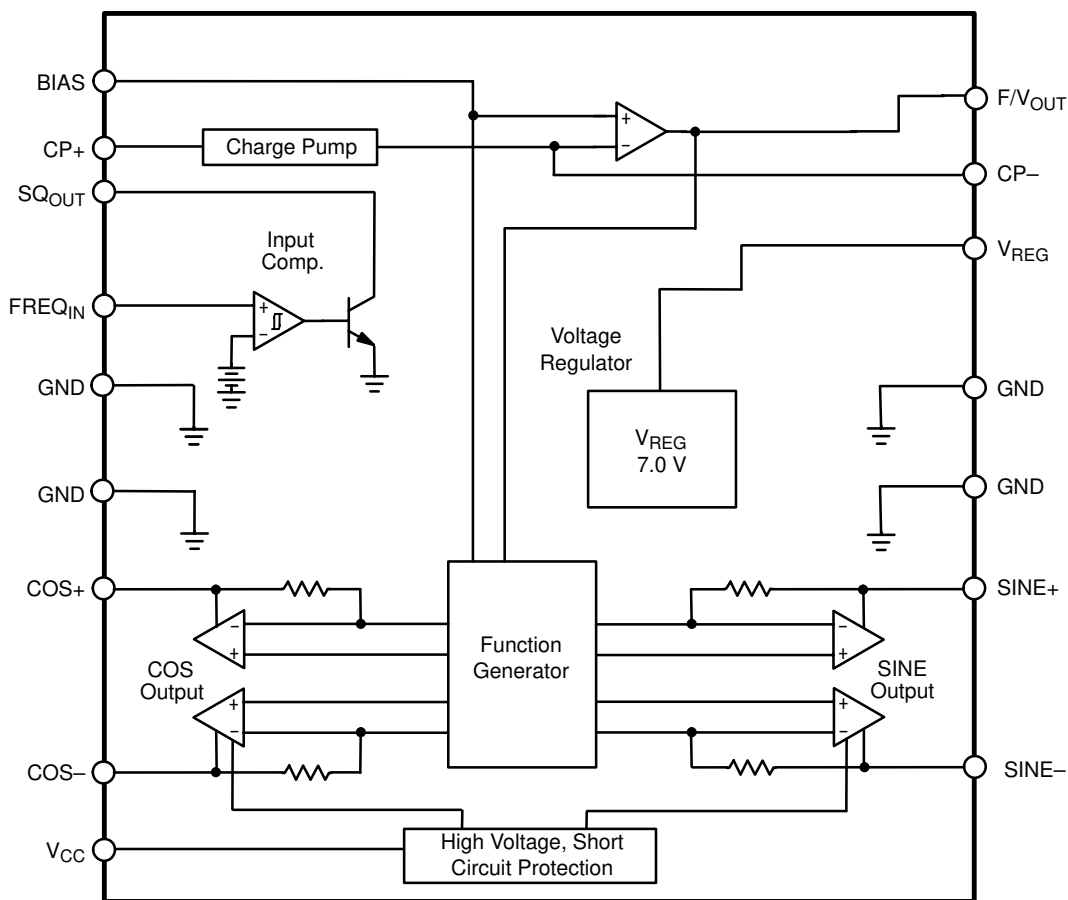 BIAS
F/VOUT
CP+
Charge Pump
+
−
CP–
SQOUT
Input
Comp.
VREG
FREQIN
+
−
Voltage
Regulator
GND
GND
VREG
7.0 V
GND
GND
COS+
SINE+
−
+
−
+
Function
Generator
COS
Output
SINE
Output
+
−
+
−
COS–
SINE–
VCC
High Voltage, Short
Circuit Protection